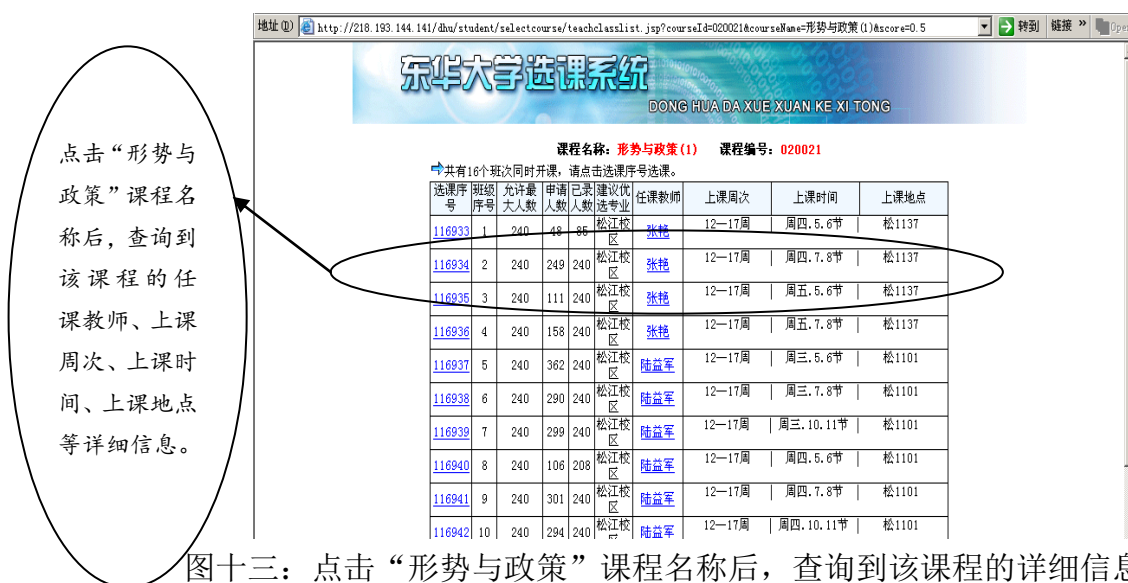 地址(D) http://218.193.144.141/dhu/student/selectcourse/teachclasslist.jsp?courseId=020021&courseName=形势与政策(1)&score=0.5 转到 链接 »
东华大学选课系统
DONG HUA DA XUE XUAN KE XI TONG
课程名称：形势与政策(1) 课程编号：020021
共有16个班次同时开课，请点击选课序号选课。
选课序号 班级序号 允许最大人数 申请人数 已录人数 建议优选专业 任课教师 上课周次 上课时间 上课地点
116933 1 240 48 85 松江校区 张艳 12—17周 | 周四.5.6节 | 松1137
116934 2 240 249 240 松江校区 张艳 12—17周 | 周四.7.8节 | 松1137
116935 3 240 111 240 松江校区 张艳 12—17周 | 周五.5.6节 | 松1137
116936 4 240 158 240 松江校区 张艳 12—17周 | 周五.7.8节 | 松1137
116937 5 240 362 240 松江校区 陆益军 12—17周 | 周三.5.6节 | 松1101
116938 6 240 290 240 松江校区 陆益军 12—17周 | 周三.7.8节 | 松1101
116939 7 240 299 240 松江校区 陆益军 12—17周 | 周三.10.11节 | 松1101
116940 8 240 106 208 松江校区 陆益军 12—17周 | 周四.5.6节 | 松1101
116941 9 240 301 240 松江校区 陆益军 12—17周 | 周四.7.8节 | 松1101
116942 10 240 294 240 松江校 陆益军 12—17周 | 周四.10.11节 | 松1101
点击“形势与
政策”课程名
称后，查询到
该课程的任
课教师、上课
周次、上课时
间、上课地点
等详细信息。
图十三：点击“形势与政策”课程名称后，查询到该课程的详细信息